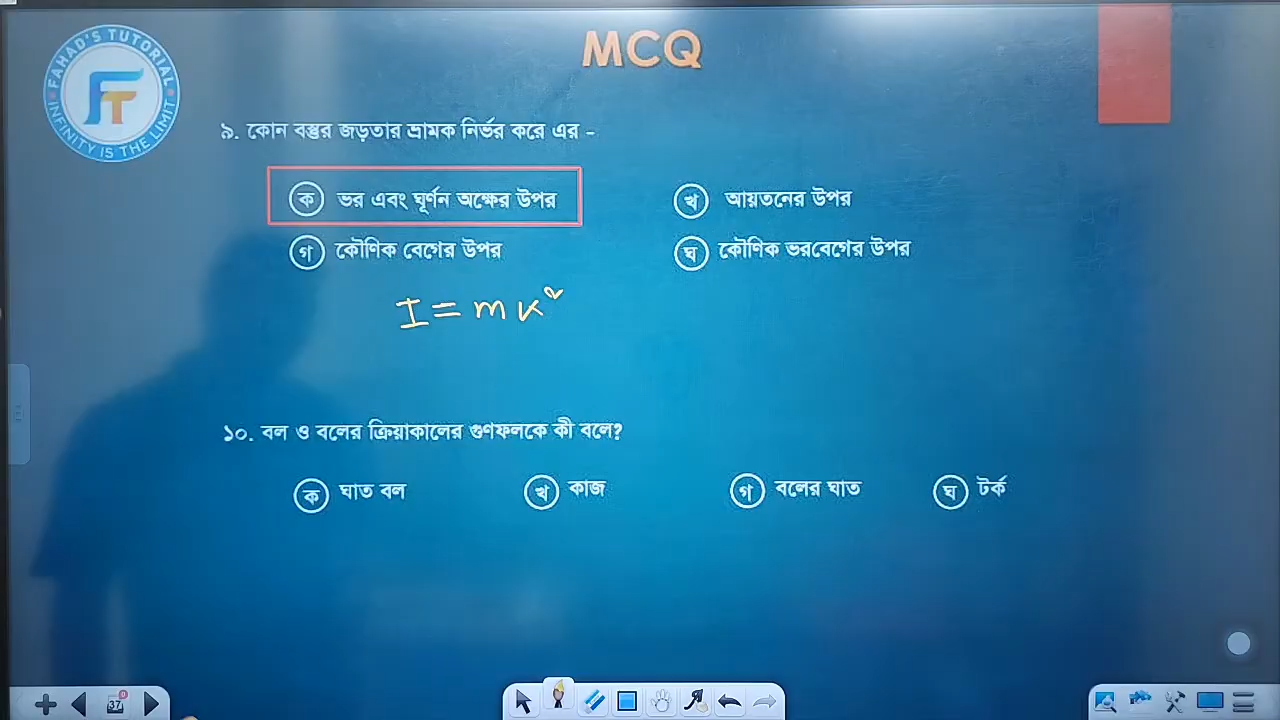 FAHAD'S TUTORIAL
FT
INFINITY IS THE LIMIT
MCQ
৯. কোন বস্তুর জড়তার ভ্রামক নির্ভর করে এর -
ক ভর এবং ঘূর্ণন অক্ষের উপর খ আয়তনের উপর
গ কৌণিক বেগের উপর ঘ কৌণিক ভরবেগের উপর
I = mK²
১০. বল ও বলের ক্রিয়াকালের গুণফলকে কী বলে?
ক ঘাত বল খ কাজ গ বলের ঘাত ঘ টর্ক
37